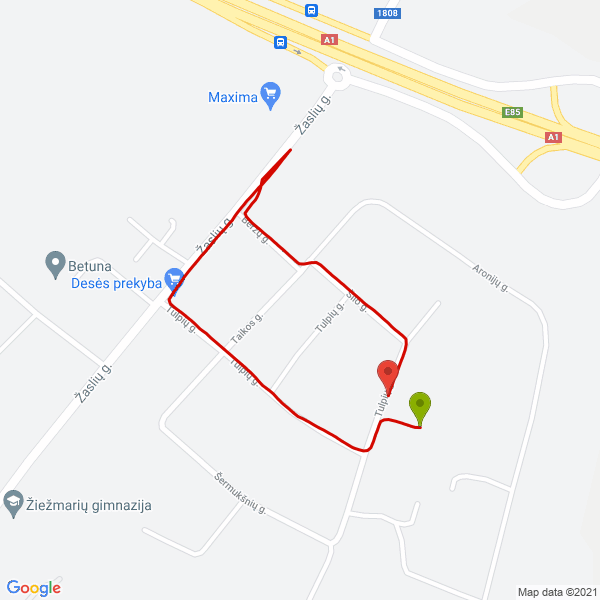 1808
A1
Maxima
Žaslių g.
E85
A1
Žaslių g.
Beržų g.
Betuna
Desės prekyba
Aronijų g.
Šilo g.
Tulpių g.
Taikos g.
Tulpių g.
Tulpių g.
Žaslių g.
Tulpių
Šermukšnių g.
Žiežmarių gimnazija
Google
Map data ©2021